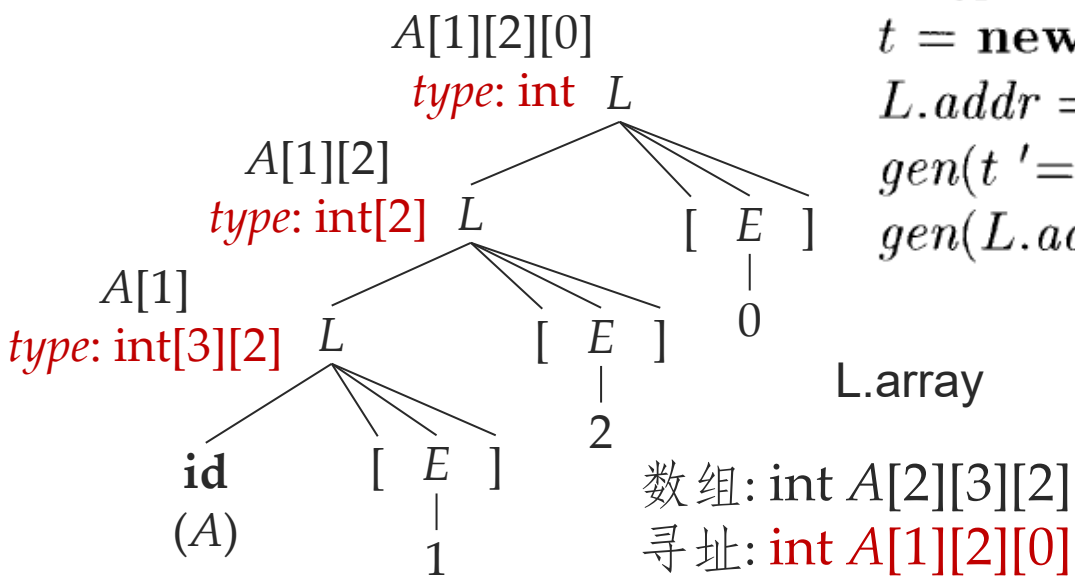 A[1][2][0]
type: int L
A[1][2]
type: int[2] L [ E ]
0
A[1]
type: int[3][2] L [ E ]
2
id [ E ]
(A)
1
t = new
L.addr =
gen(t '=
gen(L.
L.array
数组: int A[2][3][2]
寻址: int A[1][2][0]